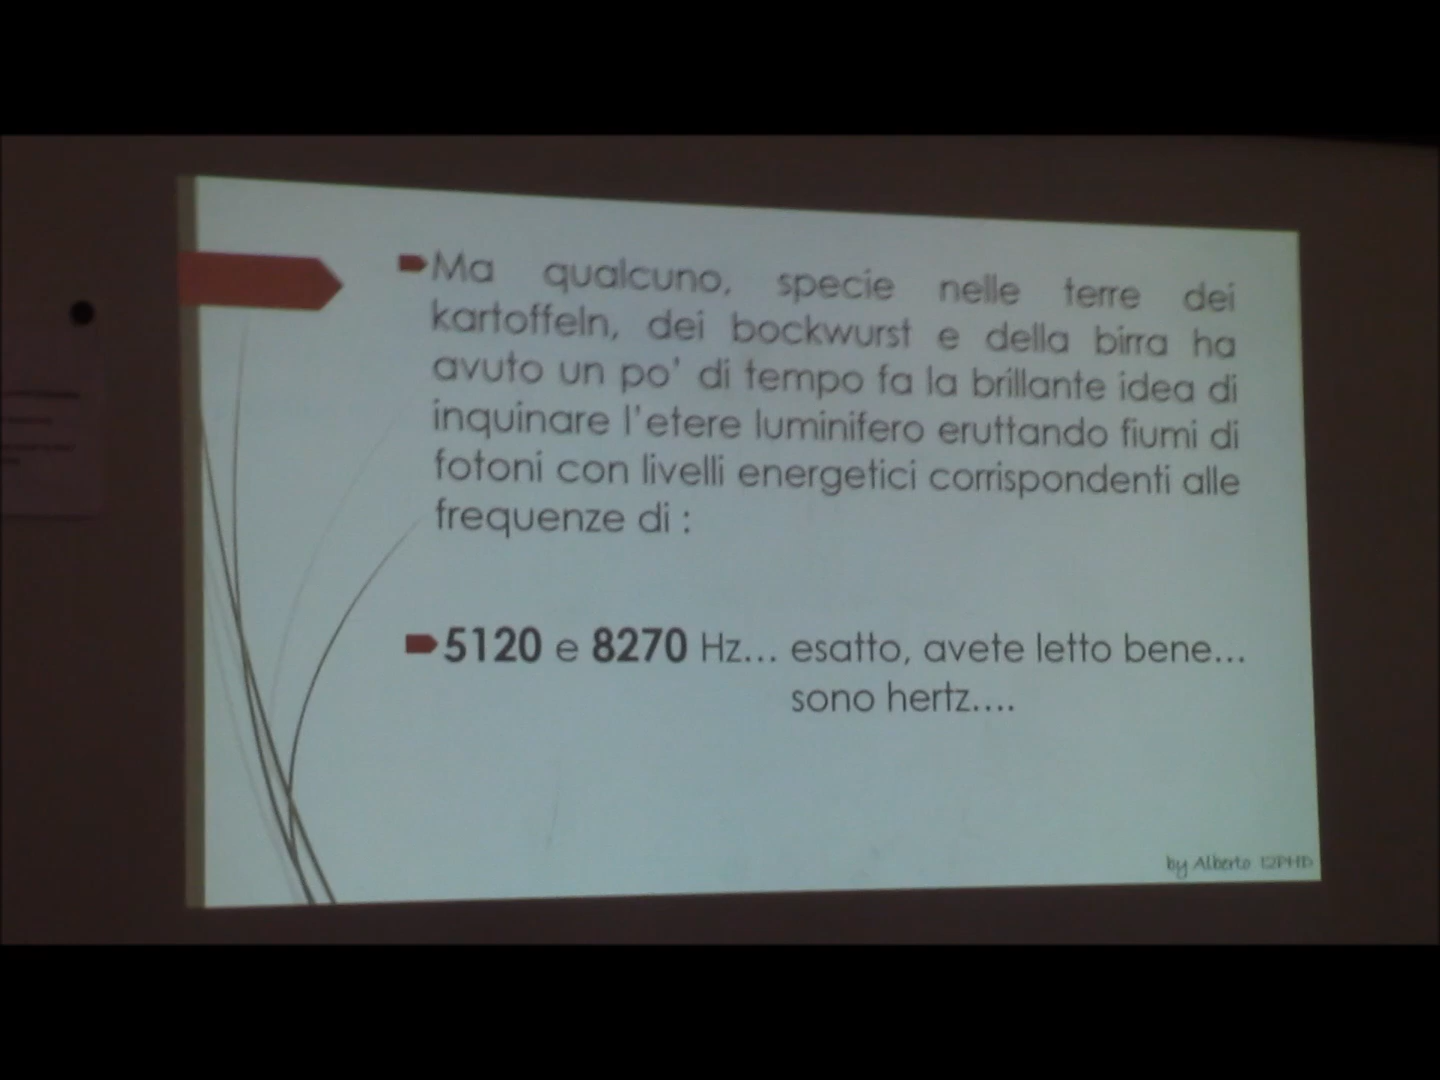 Ma qualcuno, specie nelle terre dei
kartoffeln, dei bockwurst e della birra ha
avuto un po' di tempo fa la brillante idea di
inquinare l'etere luminifero eruttando fiumi di
fotoni con livelli energetici corrispondenti alle
frequenze di :
5120 e 8270 Hz... esatto, avete letto bene...
sono hertz....
by Alberto I2PHD